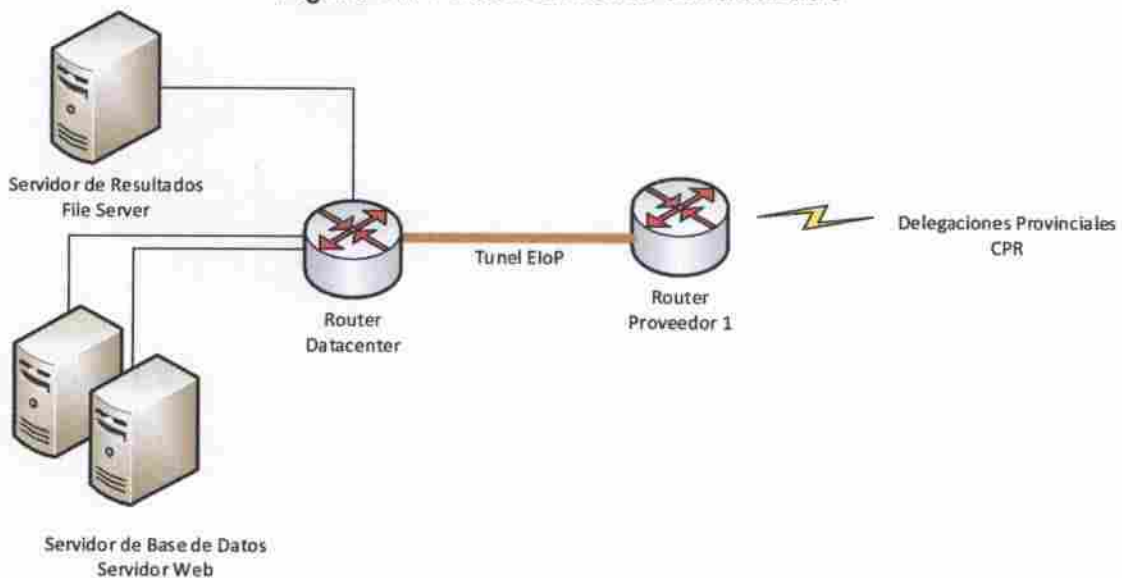 Servidor de Resultados
File Server
Tunel EIoP
Router
Datacenter
Router
Proveedor 1
Delegaciones Provinciales
CPR
Servidor de Base de Datos
Servidor Web